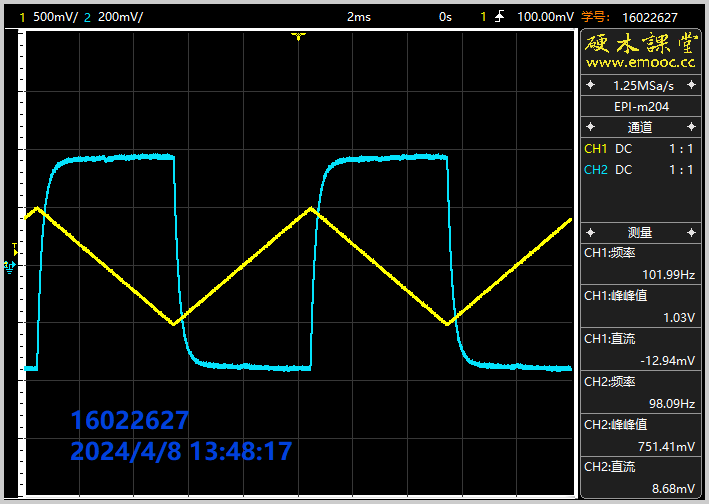 1 500mV/ 2 200mV/ 2ms 0s 1 100.00mV 学号: 16022627
硬木課堂
www.emooc.cc
1.25MSa/s
EPI-m204
通道
CH1 DC 1 : 1
CH2 DC 1 : 1
测量
CH1:频率
101.99Hz
CH1:峰峰值
1.03V
CH1:直流
-12.94mV
CH2:频率
98.09Hz
CH2:峰峰值
751.41mV
CH2:直流
8.68mV
T
16022627
2024/4/8 13:48:17